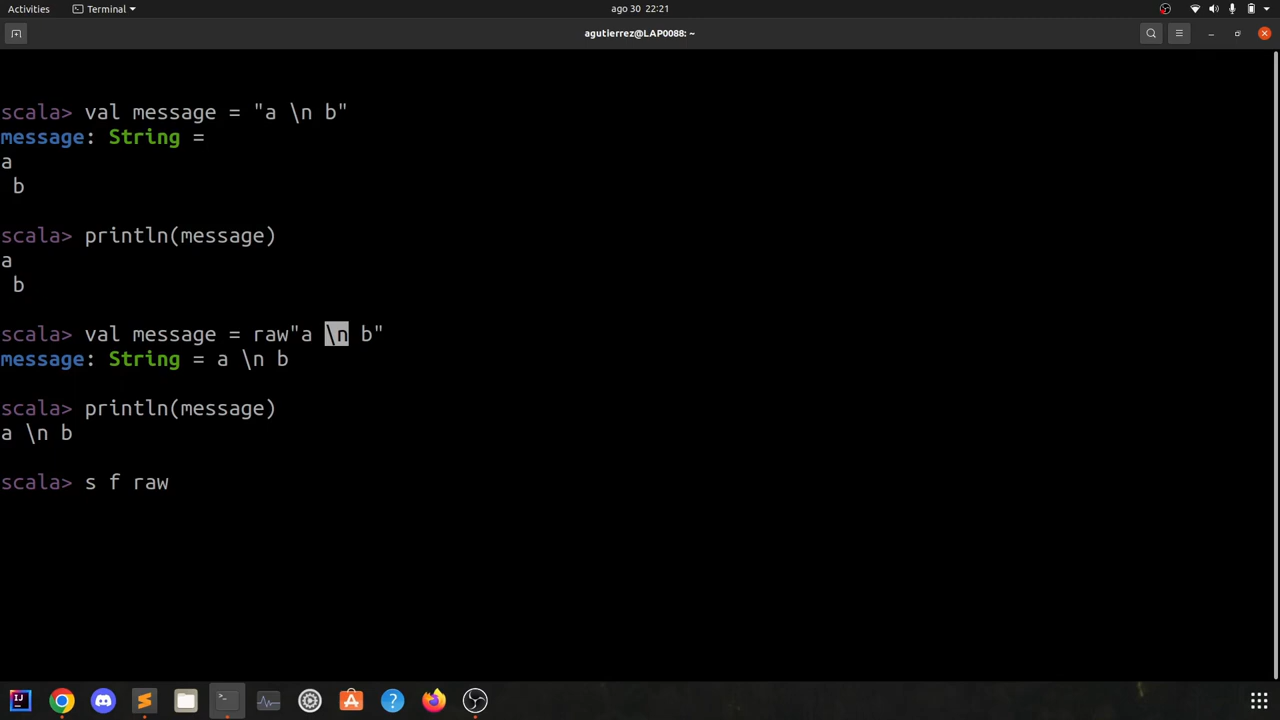 Activities
Terminal
ago 30 22:21
agutierrez@LAP0088: ~
scala> val message = "a \n b"
message: String =
a
 b
scala> println(message)
a
 b
scala> val message = raw"a \n b"
message: String = a \n b
scala> println(message)
a \n b
scala> s f raw